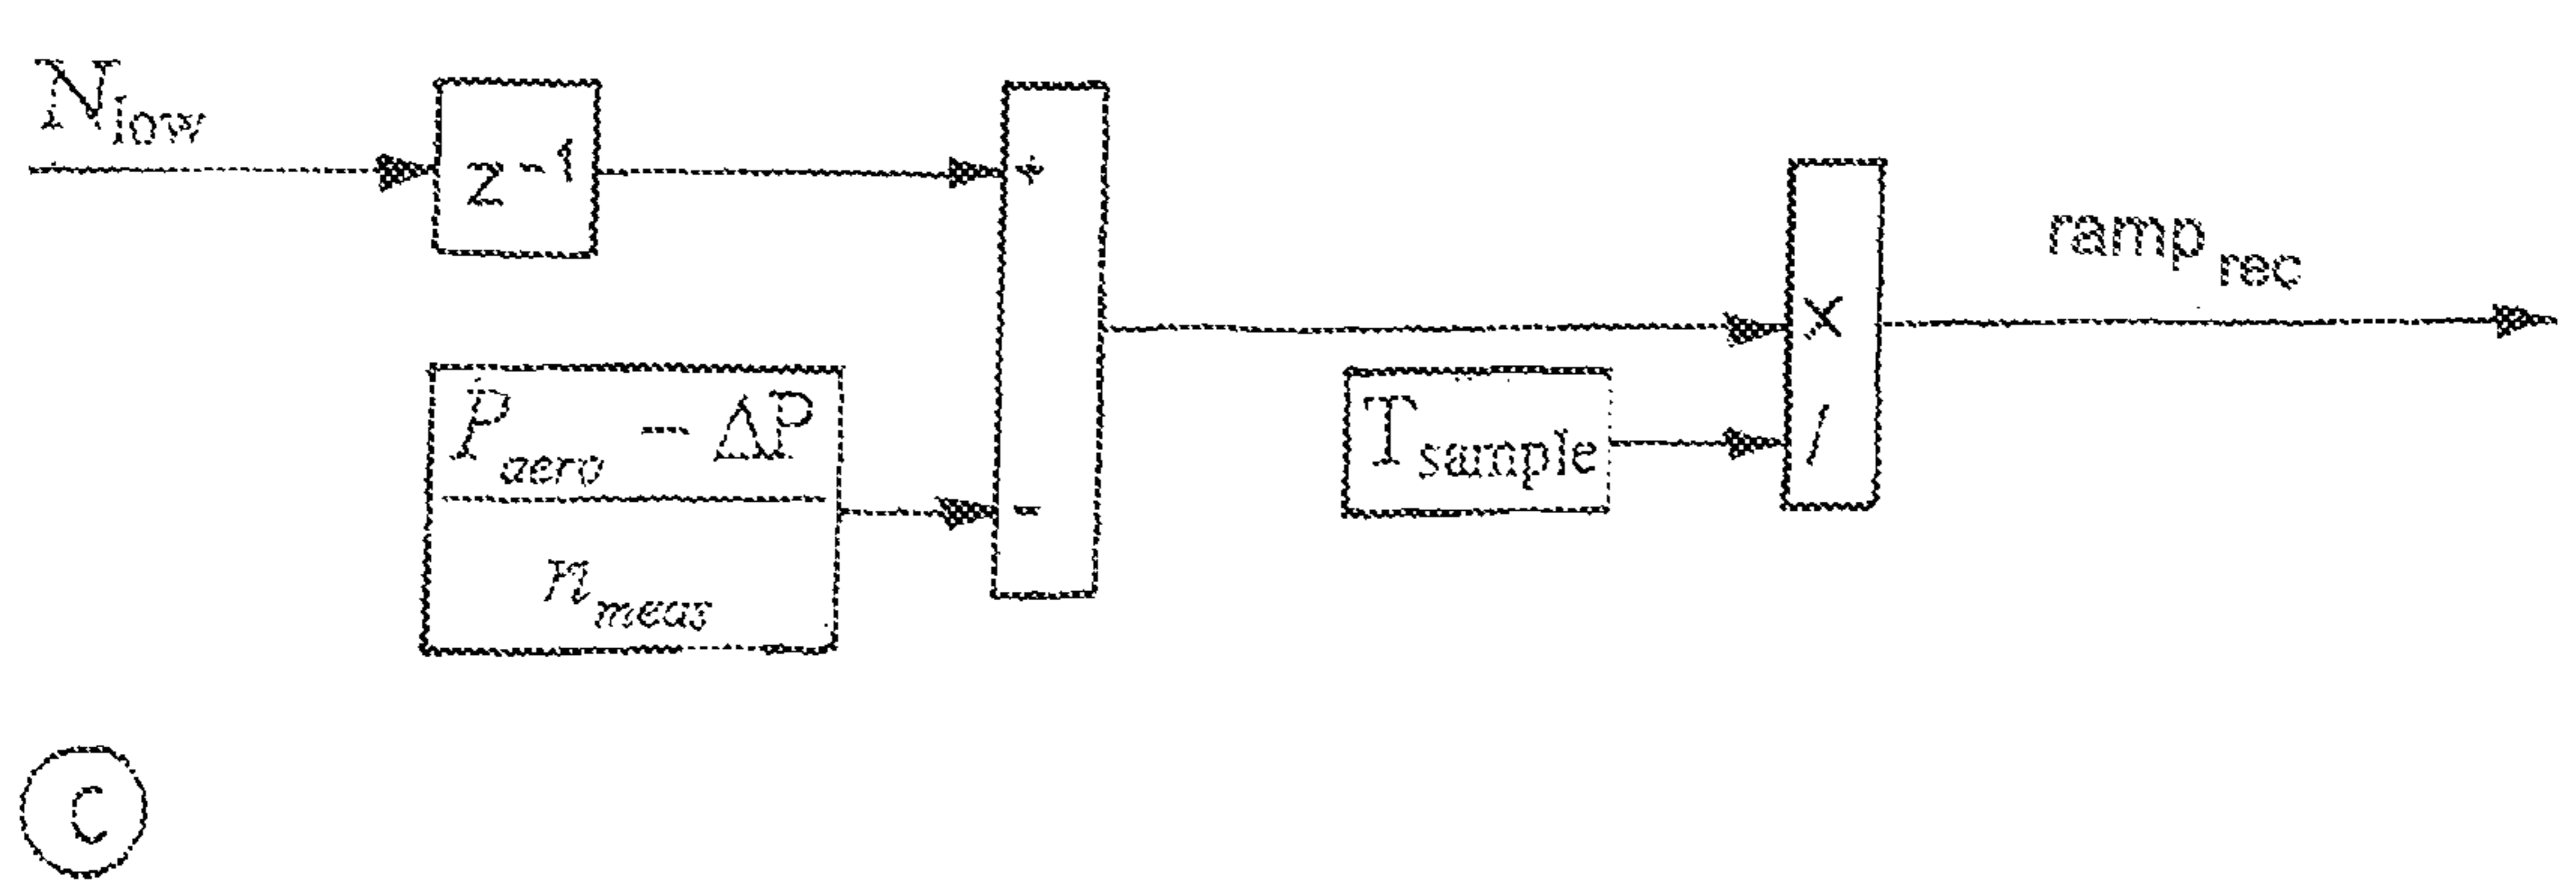 N_low
z^-1
+
P_aero - ΔP
n_meas
-
T_sample
×
/
ramp_rec
C